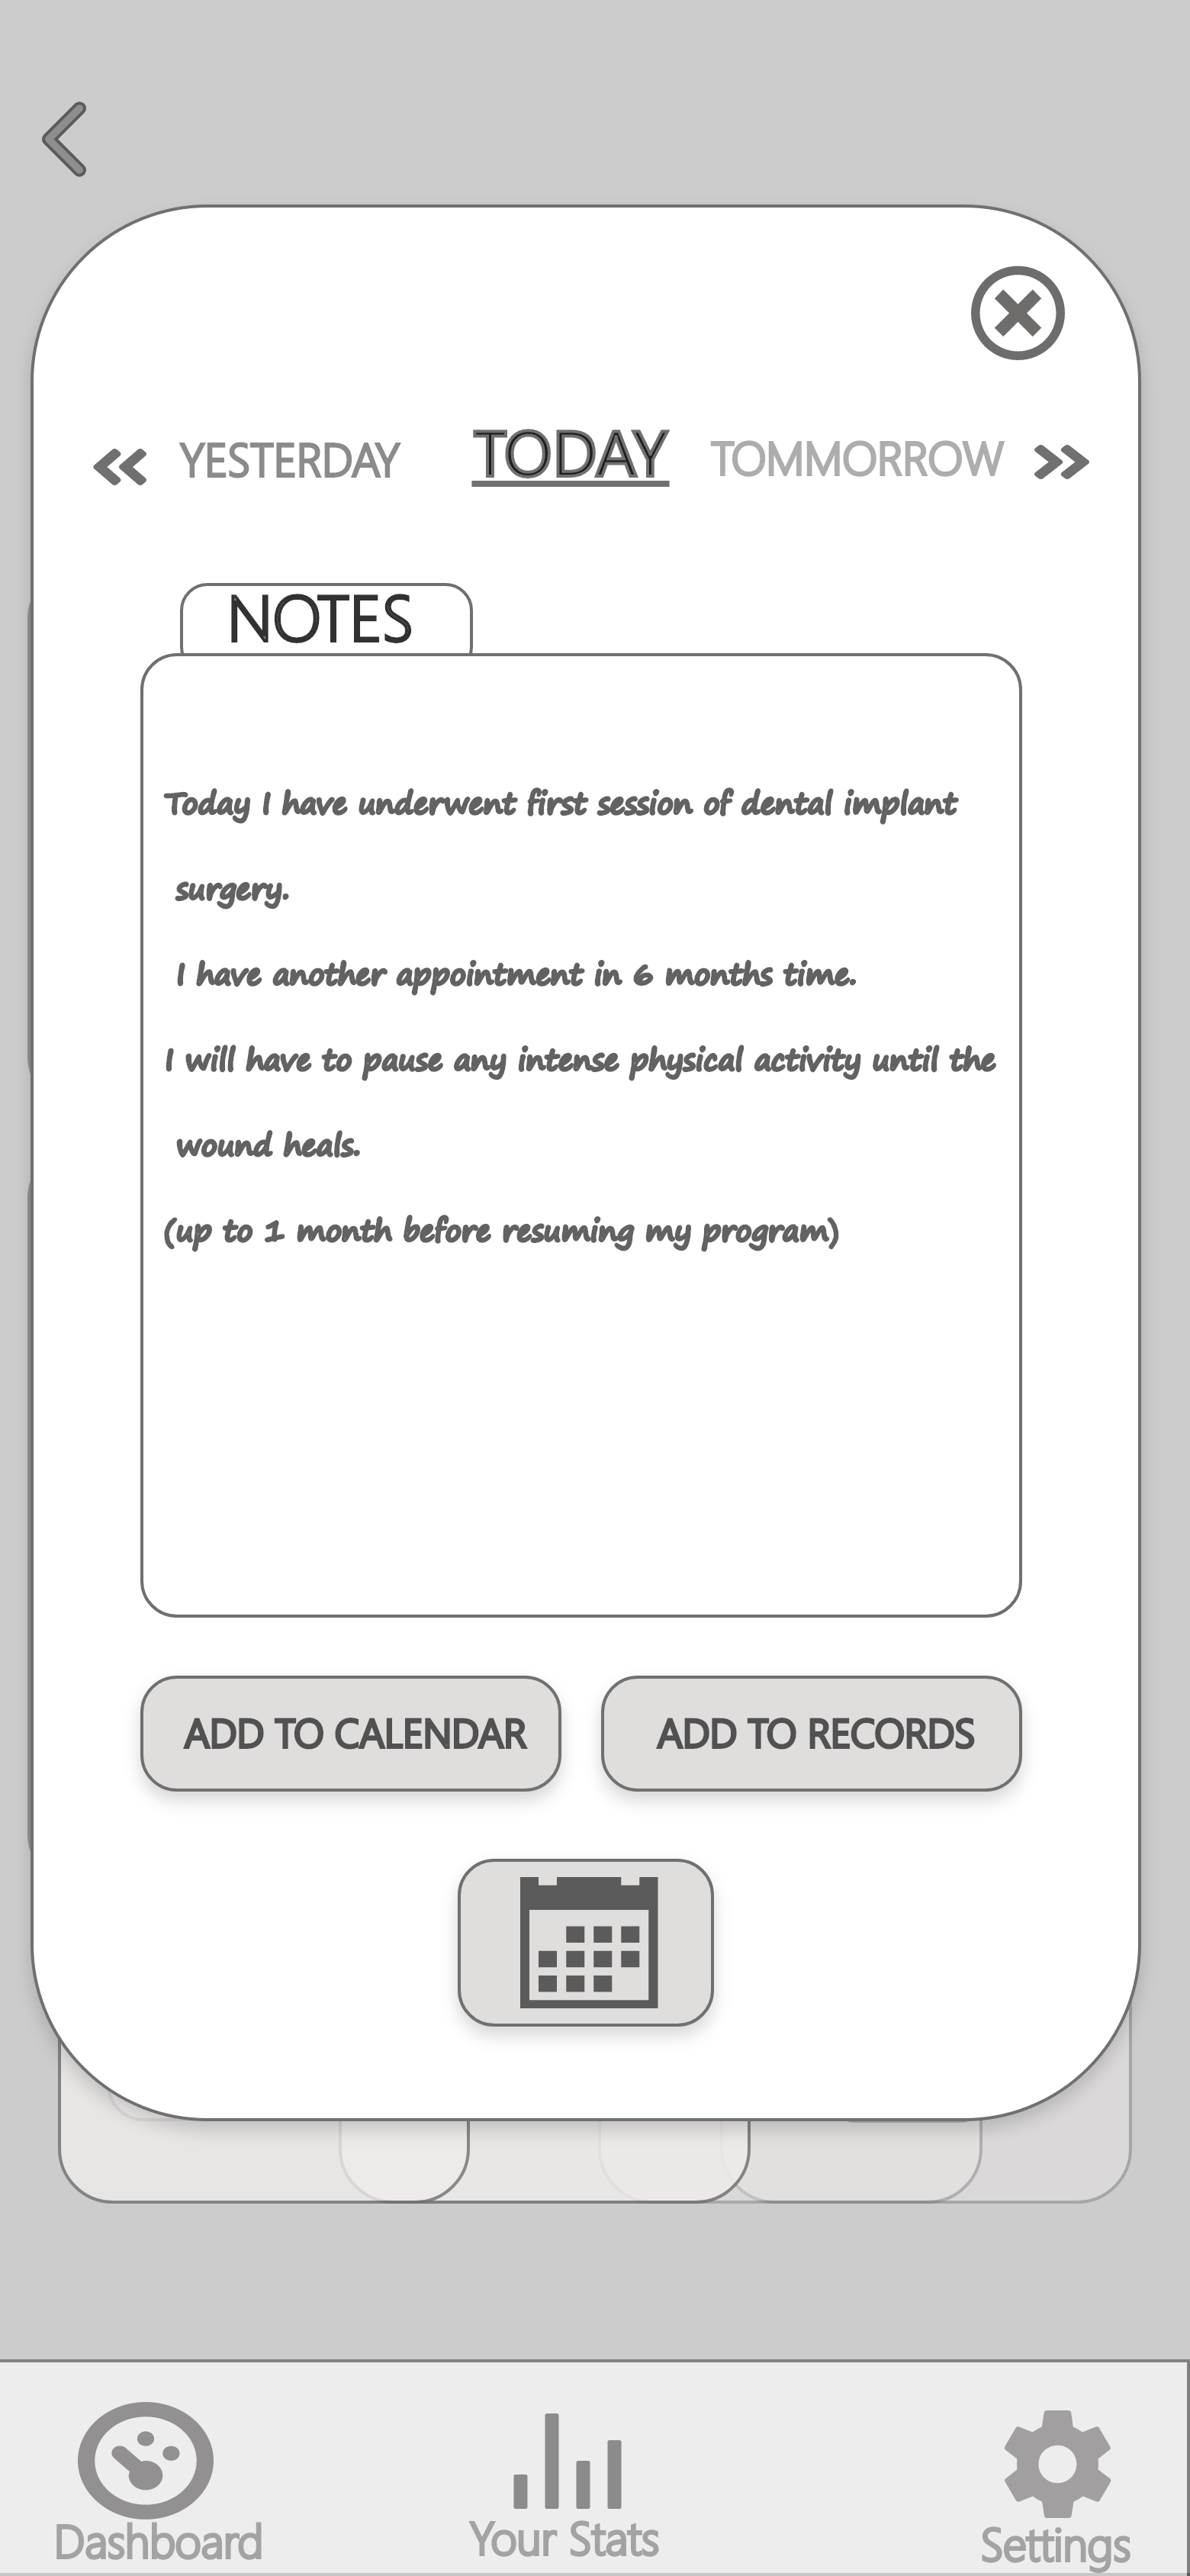 YESTERDAY TODAY TOMMORROW
NOTES
Today I have underwent first session of dental implant
surgery.
I have another appointment in 6 months time.
I will have to pause any intense physical activity until the
wound heals.
(up to 1 month before resuming my program)
ADD TO CALENDAR ADD TO RECORDS
Dashboard Your Stats Settings